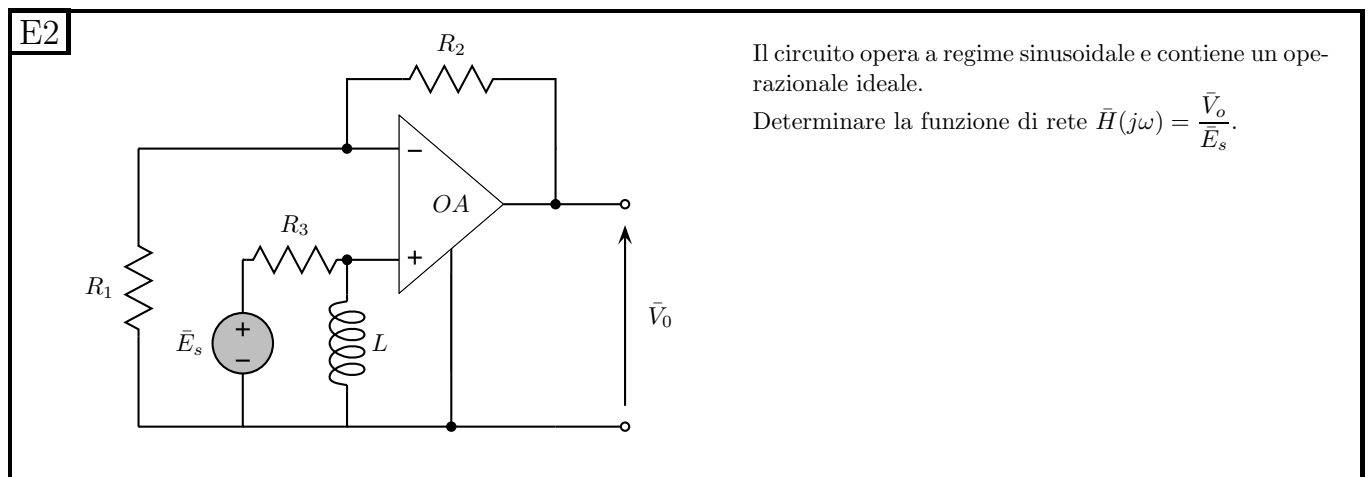 E2
R₂
Il circuito opera a regime sinusoidale e contiene un ope-
razionale ideale.
Determinare la funzione di rete H̄(jω) = V̄ₒ / Ēₛ.
−
OA
R₃
+
R₁
+
Ēₛ
−
L
V̄₀